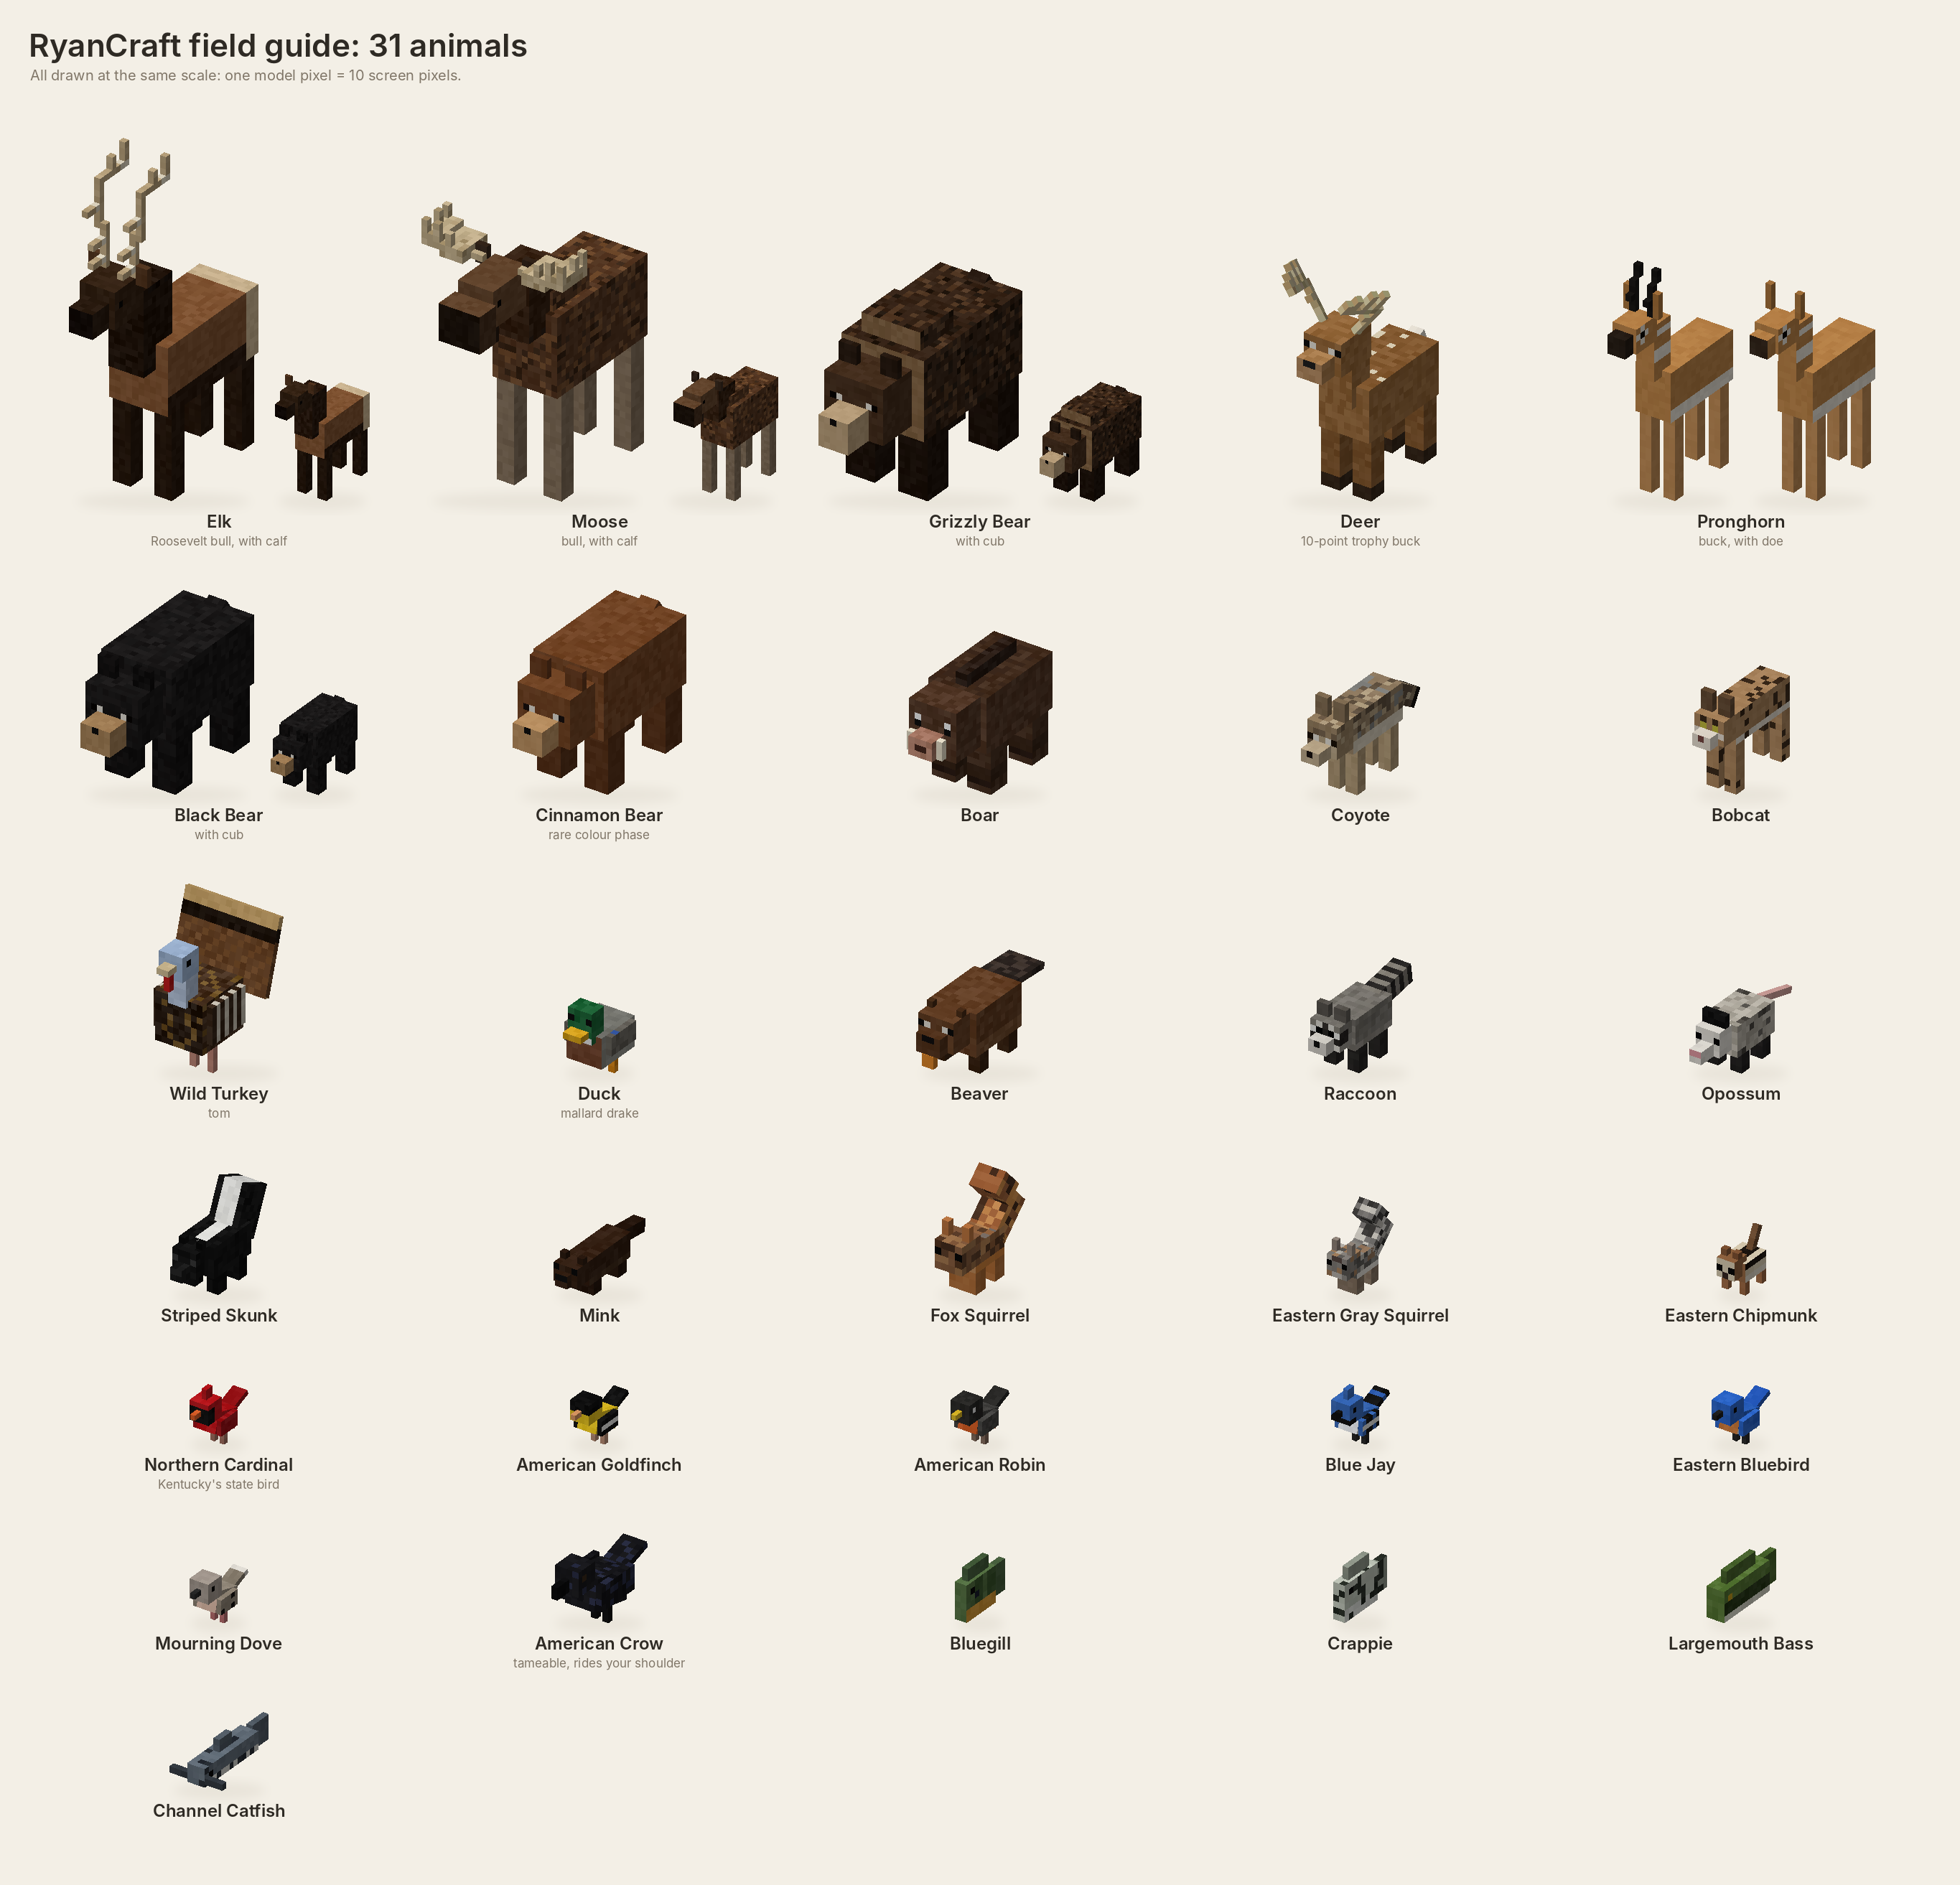 RyanCraft field guide: 31 animals
All drawn at the same scale: one model pixel = 10 screen pixels.
Elk
Roosevelt bull, with calf
Moose
bull, with calf
Grizzly Bear
with cub
Deer
10-point trophy buck
Pronghorn
buck, with doe
Black Bear
with cub
Cinnamon Bear
rare colour phase
Boar
Coyote
Bobcat
Wild Turkey
tom
Duck
mallard drake
Beaver
Raccoon
Opossum
Striped Skunk
Mink
Fox Squirrel
Eastern Gray Squirrel
Eastern Chipmunk
Northern Cardinal
Kentucky's state bird
American Goldfinch
American Robin
Blue Jay
Eastern Bluebird
Mourning Dove
American Crow
tameable, rides your shoulder
Bluegill
Crappie
Largemouth Bass
Channel Catfish